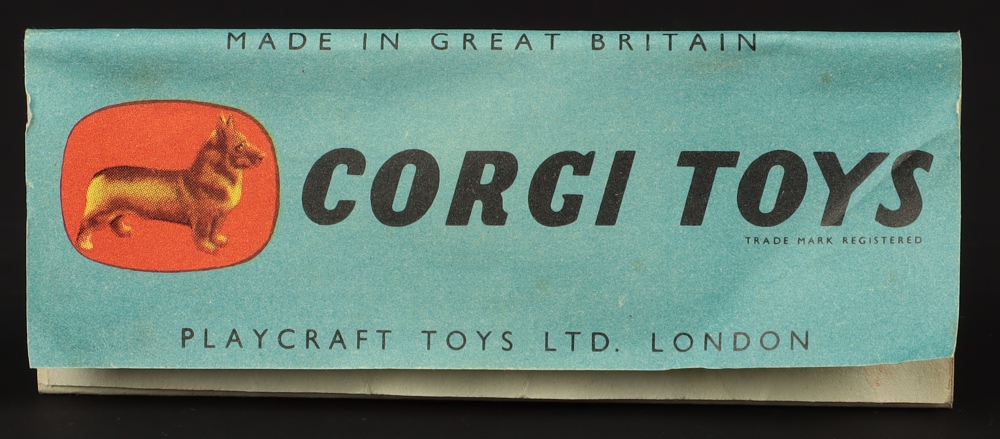 MADE IN GREAT BRITAIN
CORGI TOYS
TRADE MARK REGISTERED
PLAYCRAFT TOYS LTD. LONDON